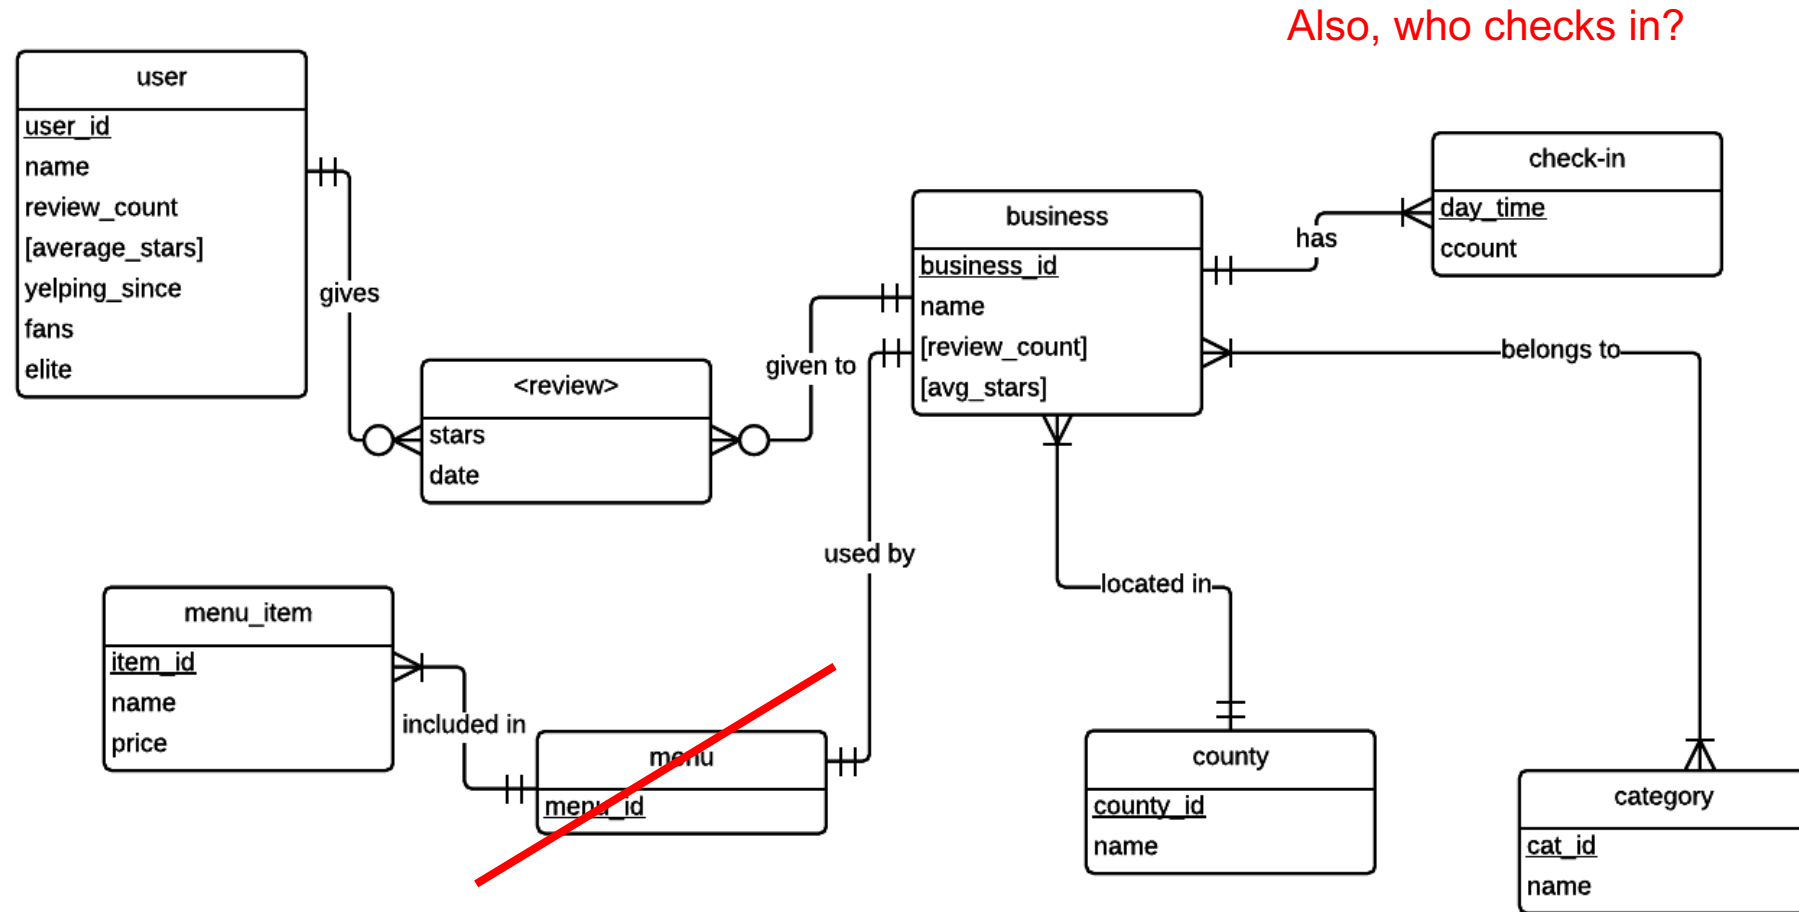 Also, who checks in?
user
user_id
name
review_count
[average_stars]
yelping_since
fans
elite
gives
<review>
stars
date
given to
business
business_id
name
[review_count]
[avg_stars]
has
check-in
day_time
ccount
belongs to
used by
located in
menu_item
item_id
name
price
included in
menu
menu_id
county
county_id
name
category
cat_id
name